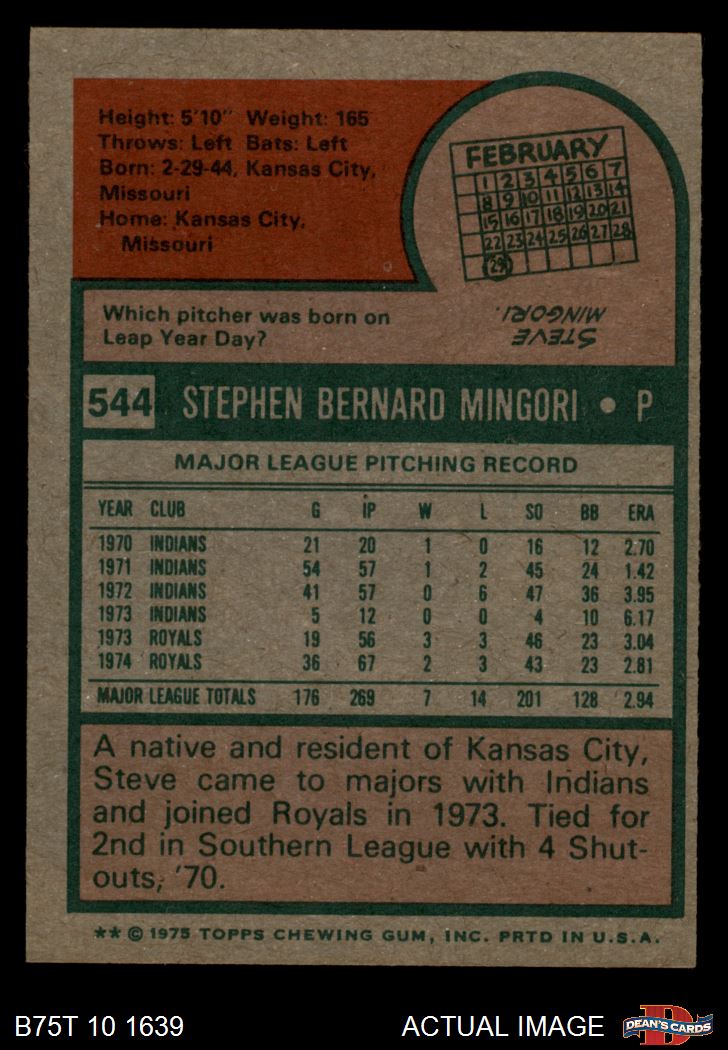 Height: 5'10" Weight: 165
Throws: Left Bats: Left
Born: 2-29-44, Kansas City,
Missouri
Home: Kansas City,
Missouri
FEBRUARY
1 2 3 4 5 6 7
8 9 10 11 12 13 14
15 16 17 18 19 20 21
22 23 24 25 26 27 28
29
Which pitcher was born on
Leap Year Day?
STEVE
MINGORI.
544 STEPHEN BERNARD MINGORI • P
MAJOR LEAGUE PITCHING RECORD
YEAR CLUB G IP W L SO BB ERA
1970 INDIANS 21 20 1 0 16 12 2.70
1971 INDIANS 54 57 1 2 45 24 1.42
1972 INDIANS 41 57 0 6 47 36 3.95
1973 INDIANS 5 12 0 0 4 10 6.17
1973 ROYALS 19 56 3 3 46 23 3.04
1974 ROYALS 36 67 2 3 43 23 2.81
MAJOR LEAGUE TOTALS 176 269 7 14 201 128 2.94
A native and resident of Kansas City,
Steve came to majors with Indians
and joined Royals in 1973. Tied for
2nd in Southern League with 4 Shut-
outs, '70.
** © 1975 TOPPS CHEWING GUM, INC. PRTD IN U.S.A.
B75T 10 1639 ACTUAL IMAGE
D
DEAN'S CARDS